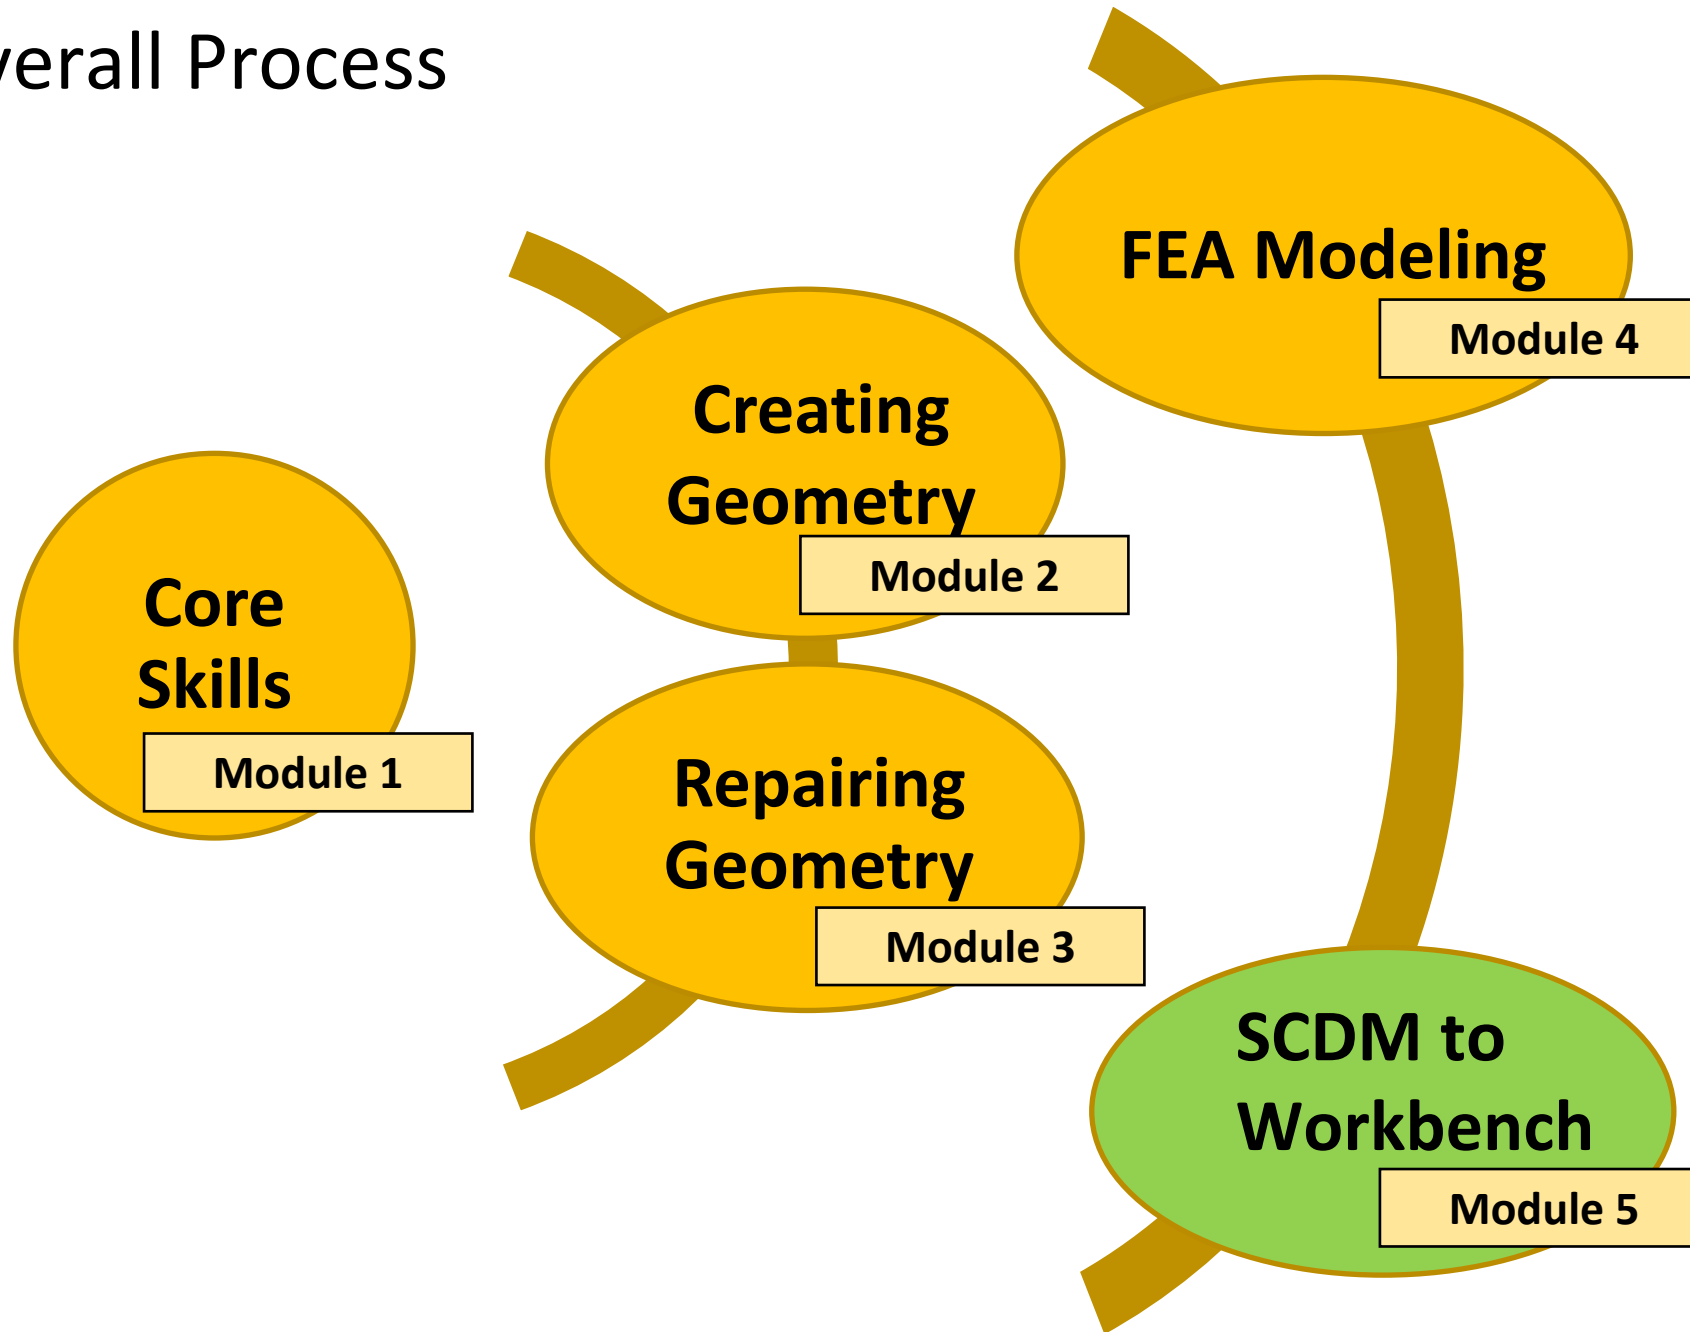 verall Process
Core
Skills
Module 1
Creating
Geometry
Module 2
Repairing
Geometry
Module 3
FEA Modeling
Module 4
SCDM to
Workbench
Module 5